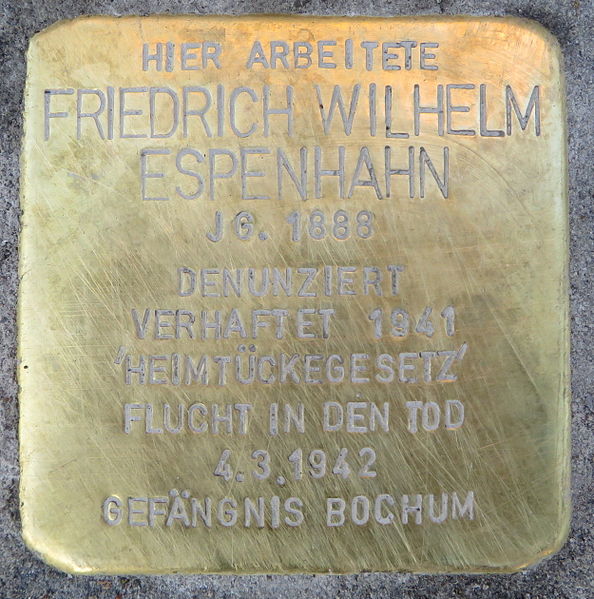 HIER ARBEITETE
FRIEDRICH WILHELM
ESPENHAHN
JG. 1888
DENUNZIERT
VERHAFTET 1941
'HEIMTÜCKEGESETZ'
FLUCHT IN DEN TOD
4.3.1942
GEFÄNGNIS BOCHUM